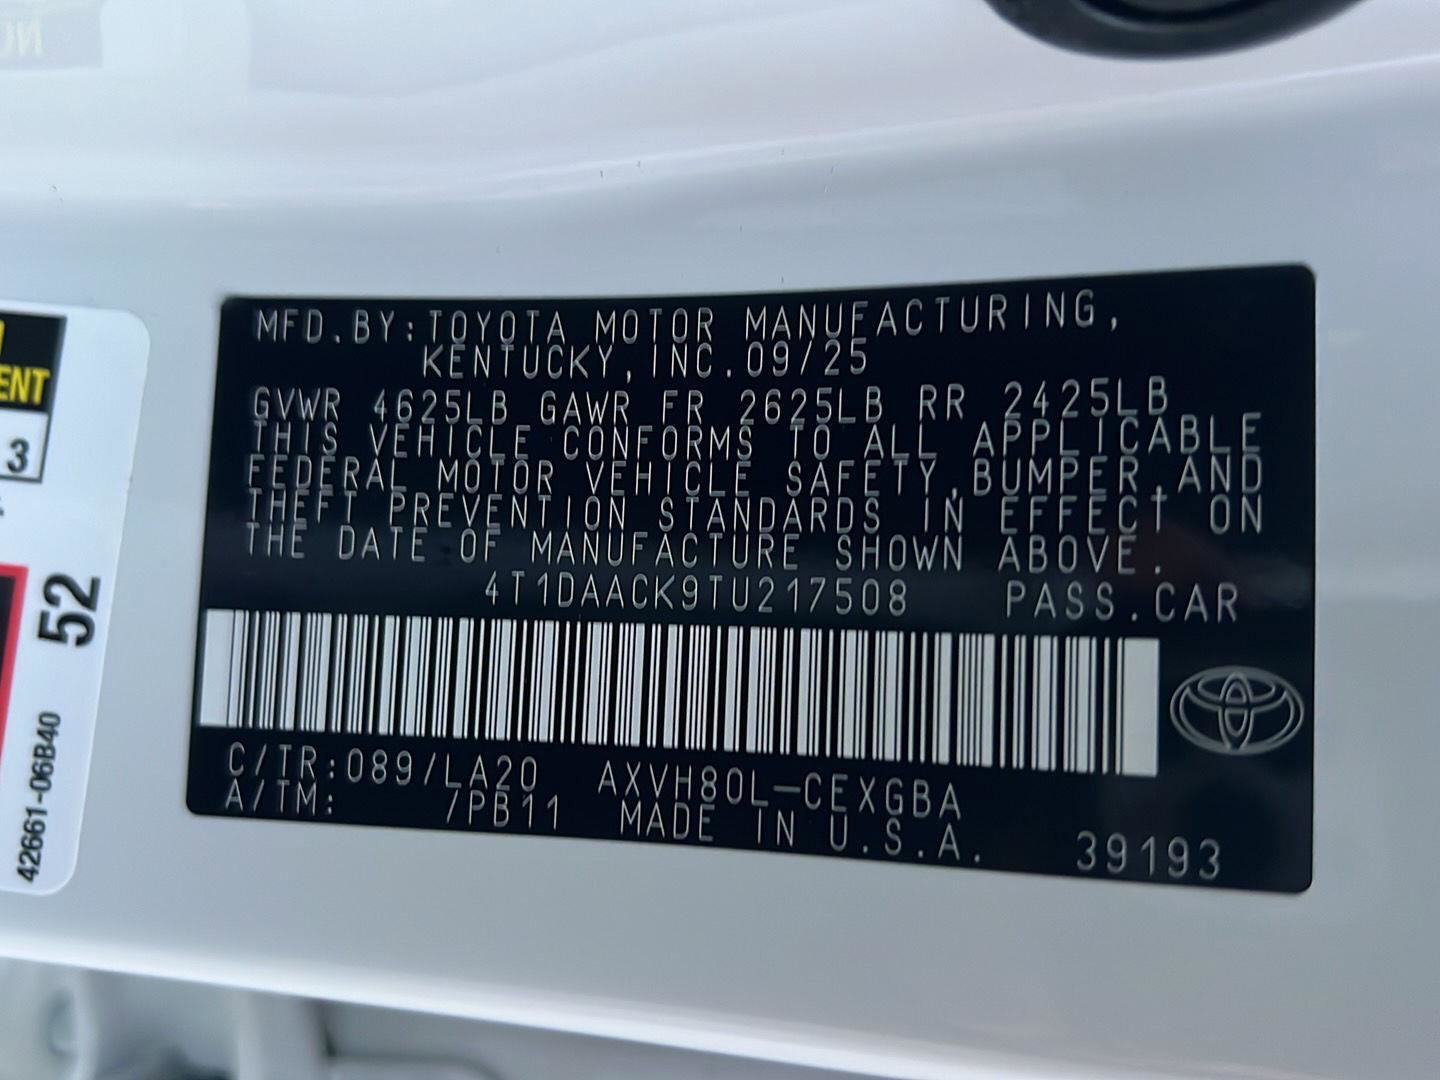 MFD.BY:TOYOTA MOTOR MANUFACTURING,
KENTUCKY,INC.09/25
GVWR 4625LB GAWR FR 2625LB RR 2425LB
THIS VEHICLE CONFORMS TO ALL APPLICABLE
FEDERAL MOTOR VEHICLE SAFETY,BUMPER,AND
THEFT PREVENTION STANDARDS IN EFFECT ON
THE DATE OF MANUFACTURE SHOWN ABOVE.
4T1DAACK9TU217508 PASS.CAR
C/TR:089/LA20 AXVH80L-CEXGBA
A/TM: /PB11 MADE IN U.S.A. 39193
ENT
3
52
42661-06B40